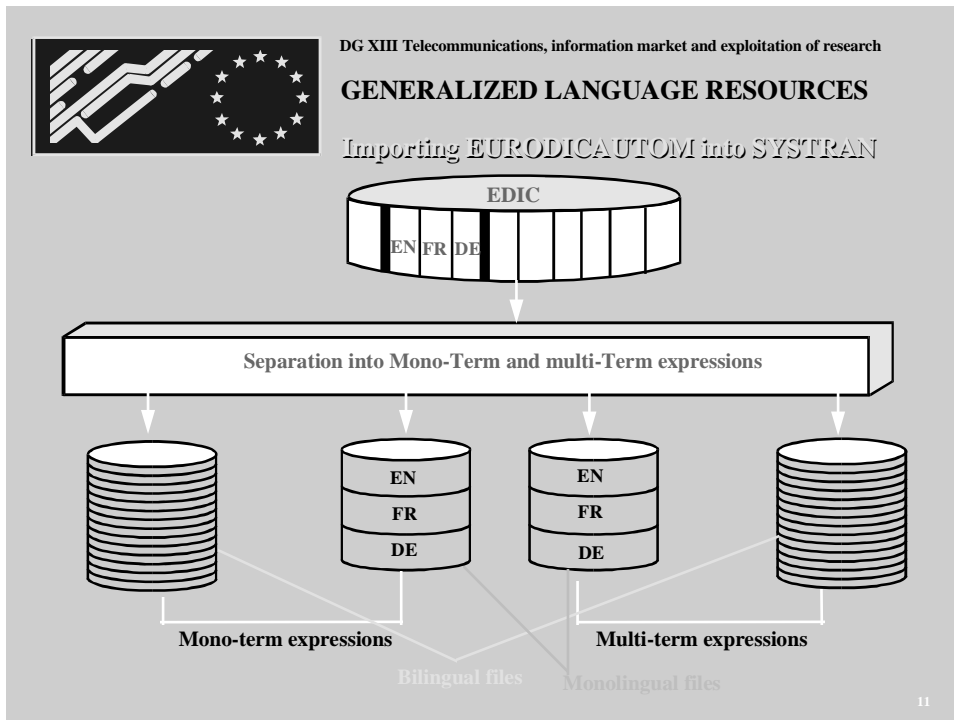 DG XIII Telecommunications, information market and exploitation of research
GENERALIZED LANGUAGE RESOURCES
Importing EURODICAUTOM into SYSTRAN
EDIC
EN FR DE
Separation into Mono-Term and multi-Term expressions
EN EN
FR FR
DE DE
Mono-term expressions Multi-term expressions
Bilingual files Monolingual files
11